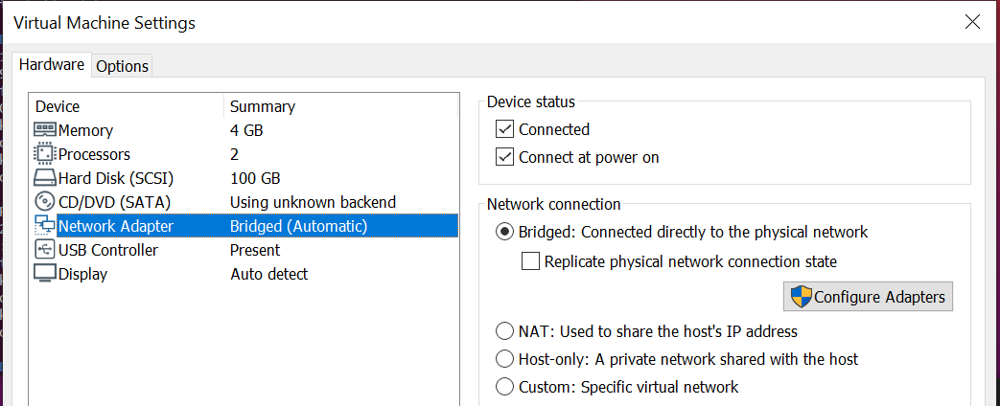 Virtual Machine Settings
Hardware Options
Device Summary
Memory 4 GB
Processors 2
Hard Disk (SCSI) 100 GB
CD/DVD (SATA) Using unknown backend
Network Adapter Bridged (Automatic)
USB Controller Present
Display Auto detect
Device status
Connected
Connect at power on
Network connection
Bridged: Connected directly to the physical network
Replicate physical network connection state
Configure Adapters
NAT: Used to share the host's IP address
Host-only: A private network shared with the host
Custom: Specific virtual network